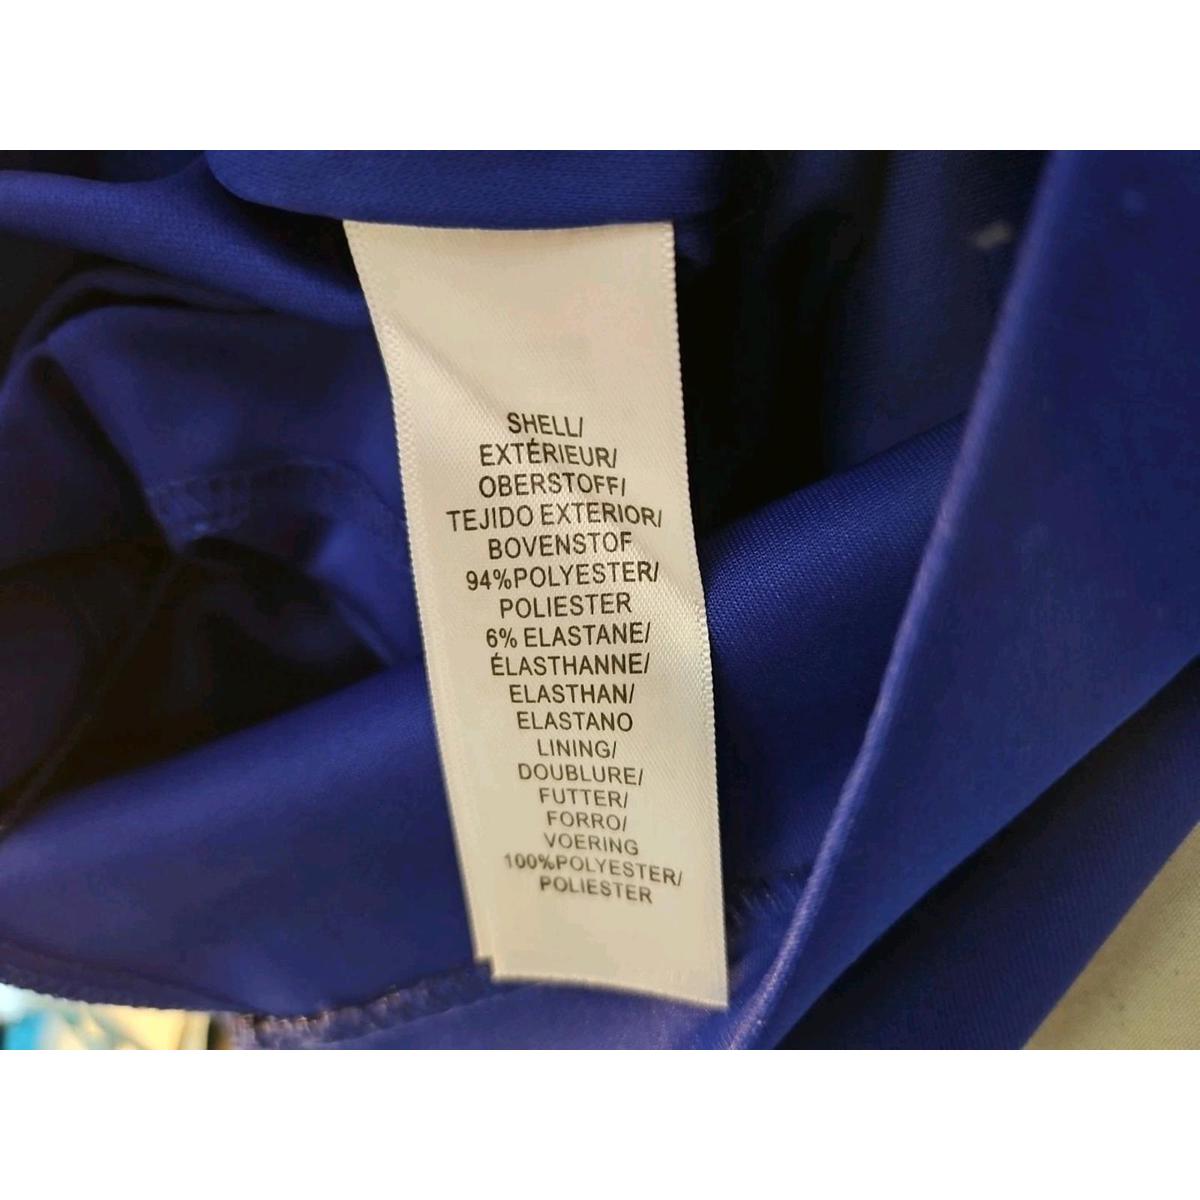 SHELL/
EXTÉRIEUR/
OBERSTOFF/
TEJIDO EXTERIOR/
BOVENSTOF
94%POLYESTER/
POLIESTER
6% ELASTANE/
ÉLASTHANNE/
ELASTHAN/
ELASTANO
LINING/
DOUBLURE/
FUTTER/
FORRO/
VOERING
100%POLYESTER/
POLIESTER